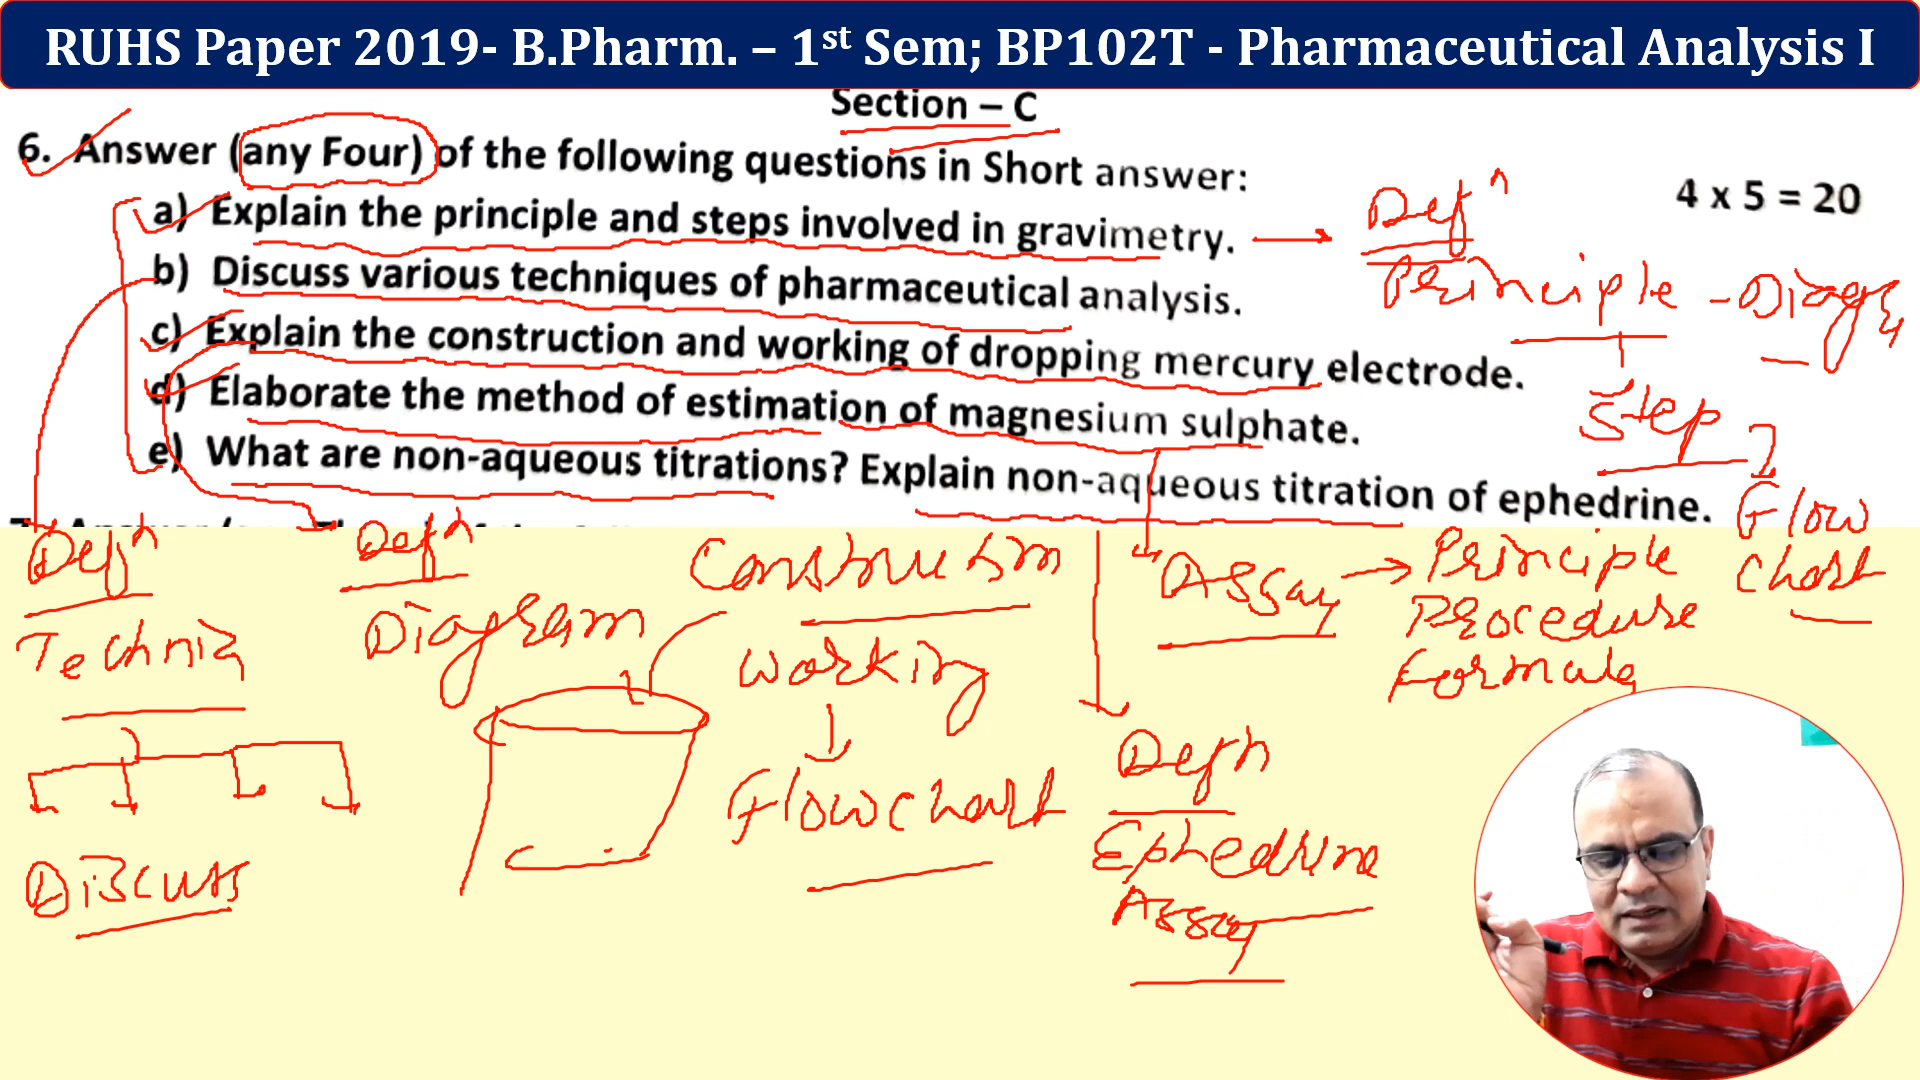 RUHS Paper 2019- B.Pharm. – 1st Sem; BP102T - Pharmaceutical Analysis I
Section – C
6. Answer (any Four) of the following questions in Short answer:
4 x 5 = 20
a) Explain the principle and steps involved in gravimetry.
b) Discuss various techniques of pharmaceutical analysis.
c) Explain the construction and working of dropping mercury electrode.
d) Elaborate the method of estimation of magnesium sulphate.
e) What are non-aqueous titrations? Explain non-aqueous titration of ephedrine.
Defn
Principle -
Step
Flow
chart
Defn
Discuss
Defn
Diagram
Construction
working
Flowchart
Assay
Principle
Procedure
Formula
Defn
Ephedrine
Assay